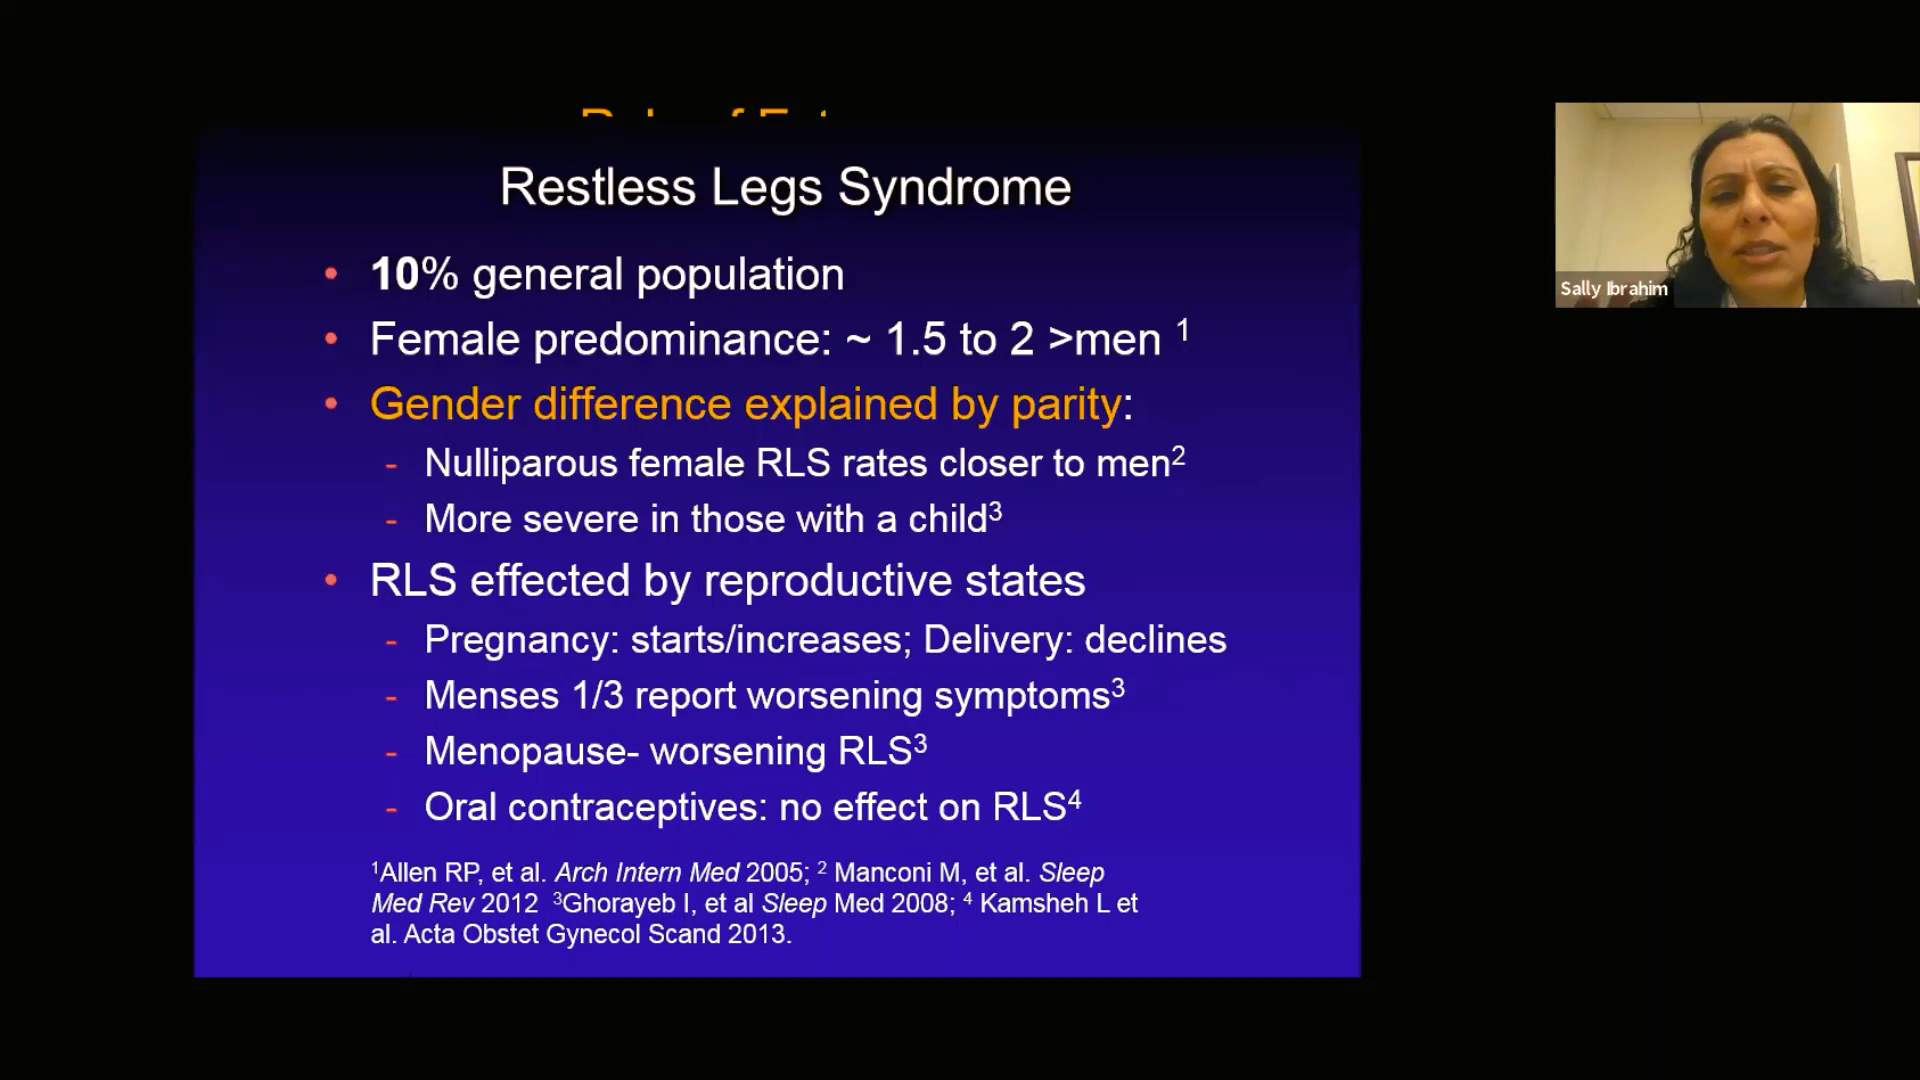 Restless Legs Syndrome
• 10% general population
• Female predominance: ~ 1.5 to 2 >men ¹
• Gender difference explained by parity:
- Nulliparous female RLS rates closer to men²
- More severe in those with a child³
• RLS effected by reproductive states
- Pregnancy: starts/increases; Delivery: declines
- Menses 1/3 report worsening symptoms³
- Menopause- worsening RLS³
- Oral contraceptives: no effect on RLS⁴
¹Allen RP, et al. Arch Intern Med 2005; ² Manconi M, et al. Sleep
Med Rev 2012 ³Ghorayeb I, et al Sleep Med 2008; ⁴ Kamsheh L et
al. Acta Obstet Gynecol Scand 2013.
Sally Ibrahim